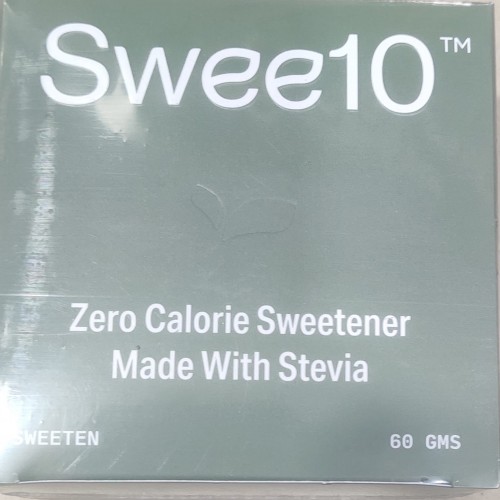 Swee10™
Zero Calorie Sweetener
Made With Stevia
SWEETEN
60 GMS